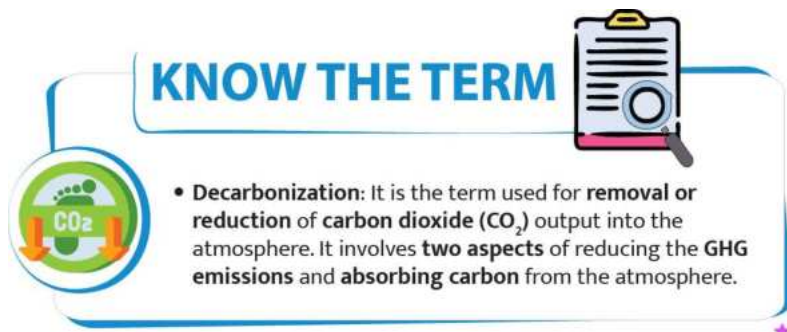 KNOW THE TERM
CO₂
• Decarbonization: It is the term used for removal or
reduction of carbon dioxide (CO₂) output into the
atmosphere. It involves two aspects of reducing the GHG
emissions and absorbing carbon from the atmosphere.